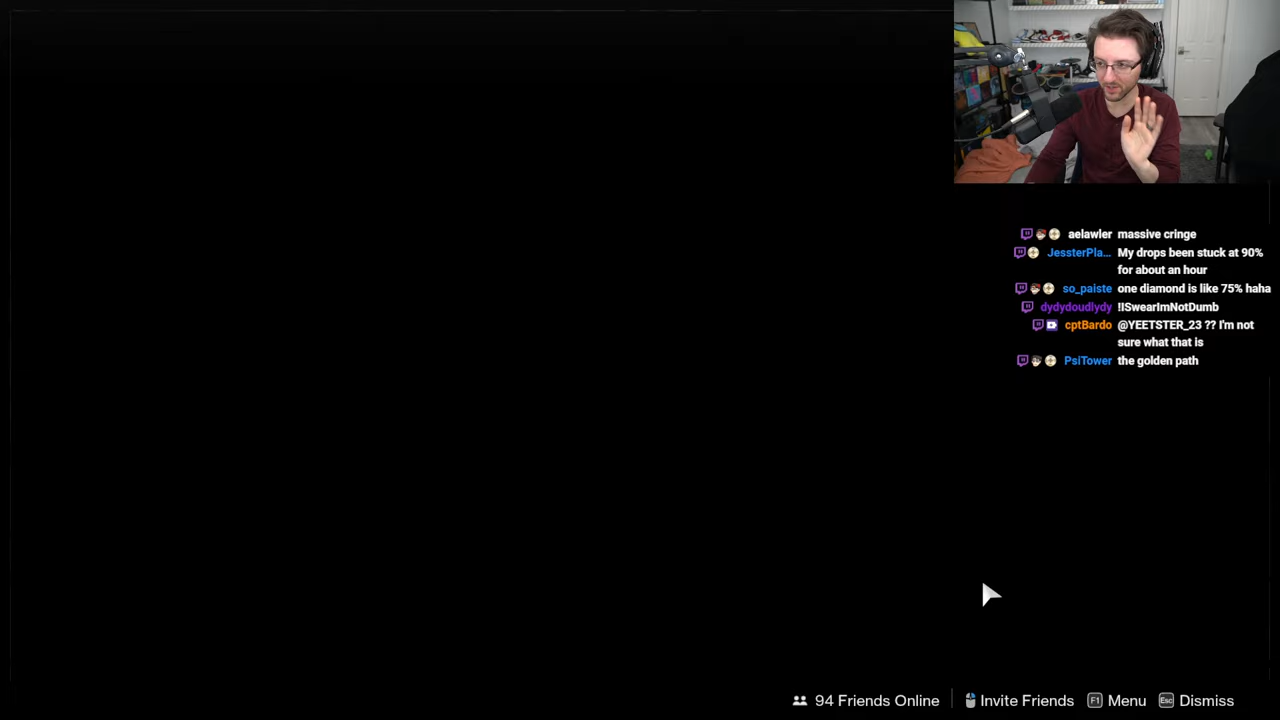 aelawler massive cringe
JessterPla... My drops been stuck at 90%
for about an hour
so_paiste one diamond is like 75% haha
dydydoudlydy !ISwearImNotDumb
cptBardo @YEETSTER_23 ?? I'm not
sure what that is
PsiTower the golden path
94 Friends Online Invite Friends F1 Menu Esc Dismiss